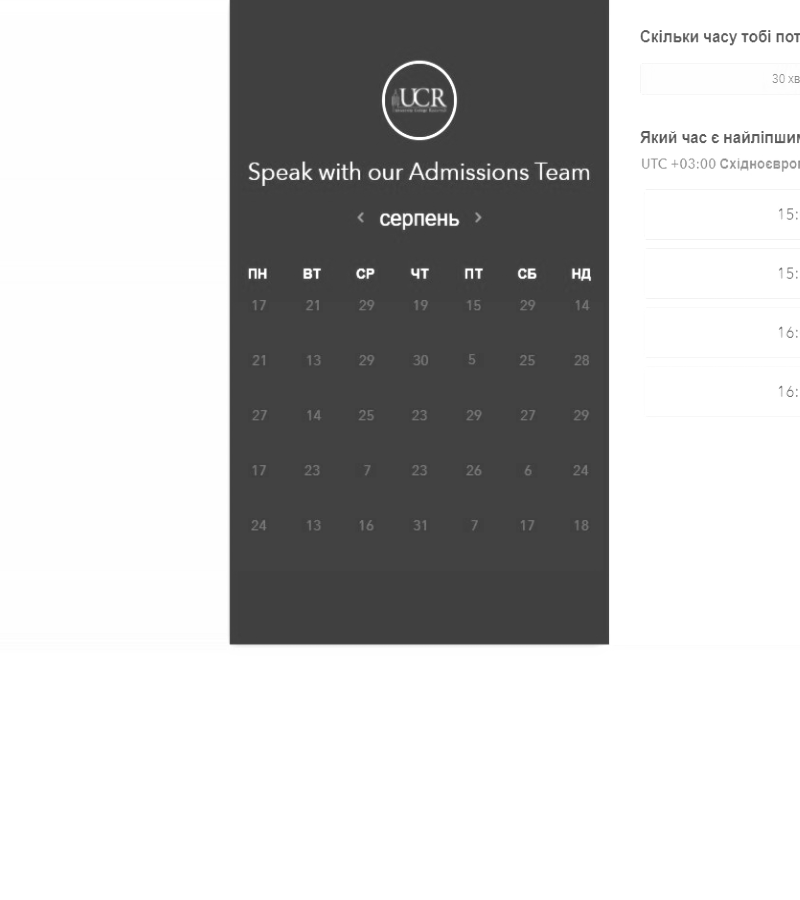 UCR
Speak with our Admissions Team
< серпень >
ПН ВТ СР ЧТ ПТ СБ НД
17 21 29 19 15 29 14
21 13 29 30 5 25 28
27 14 25 23 29 27 29
17 23 7 23 26 6 24
24 13 16 31 7 17 18
Скільки часу тобі
30 хв
Який час є
UTC +03:00
15:
15:
16:
16: